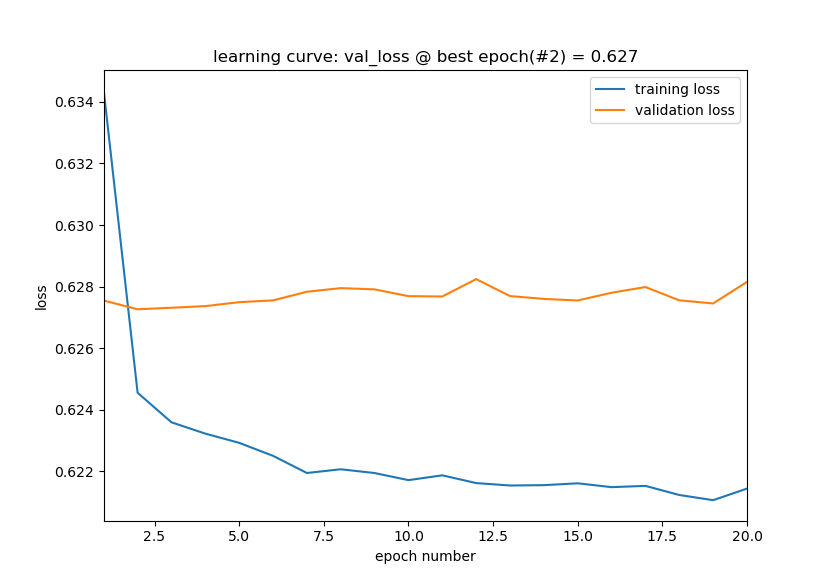 learning curve: val_loss @ best epoch(#2) = 0.627
training loss
validation loss
0.634
0.632
0.630
0.628
0.626
0.624
0.622
loss
2.5 5.0 7.5 10.0 12.5 15.0 17.5 20.0
epoch number